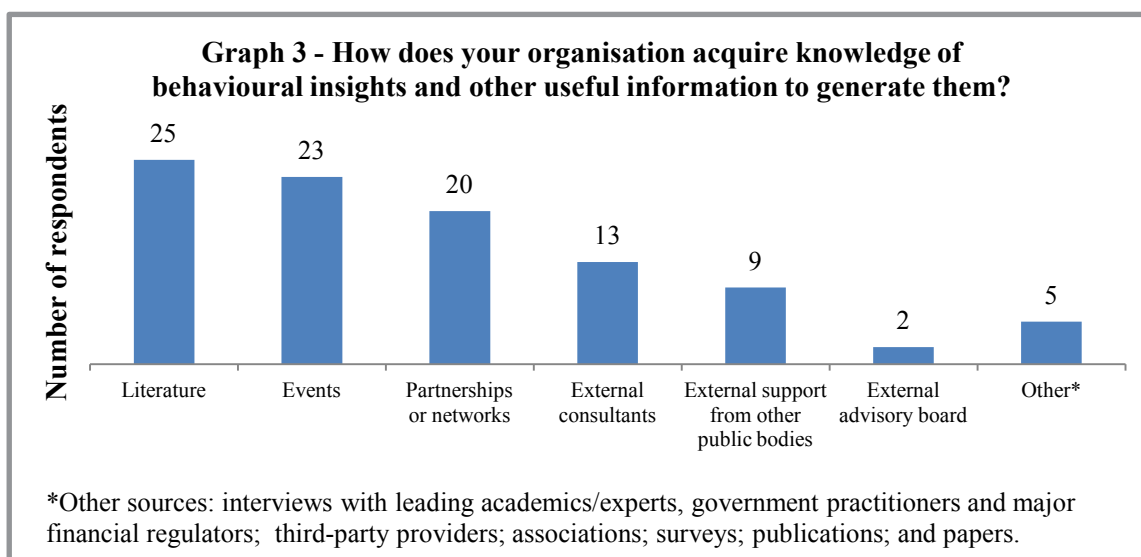 Graph 3 - How does your organisation acquire knowledge of
behavioural insights and other useful information to generate them?
Number of respondents
25
23
20
13
9
2
5
Literature
Events
Partnerships
or networks
External
consultants
External support
from other
public bodies
External
advisory board
Other*
*Other sources: interviews with leading academics/experts, government practitioners and major
financial regulators; third-party providers; associations; surveys; publications; and papers.